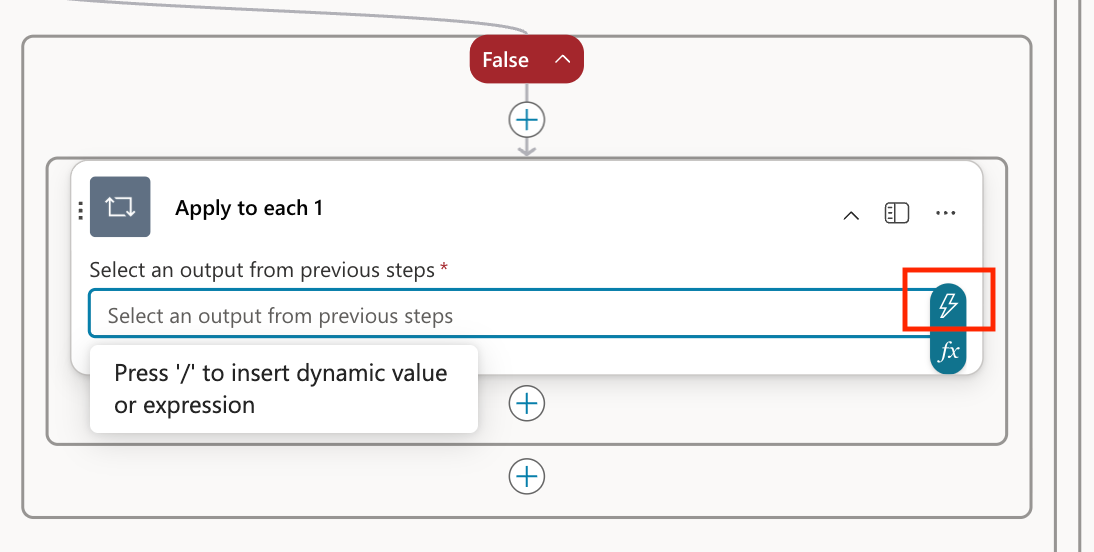 False
Apply to each 1
Select an output from previous steps *
Select an output from previous steps
fx
Press '/' to insert dynamic value
or expression